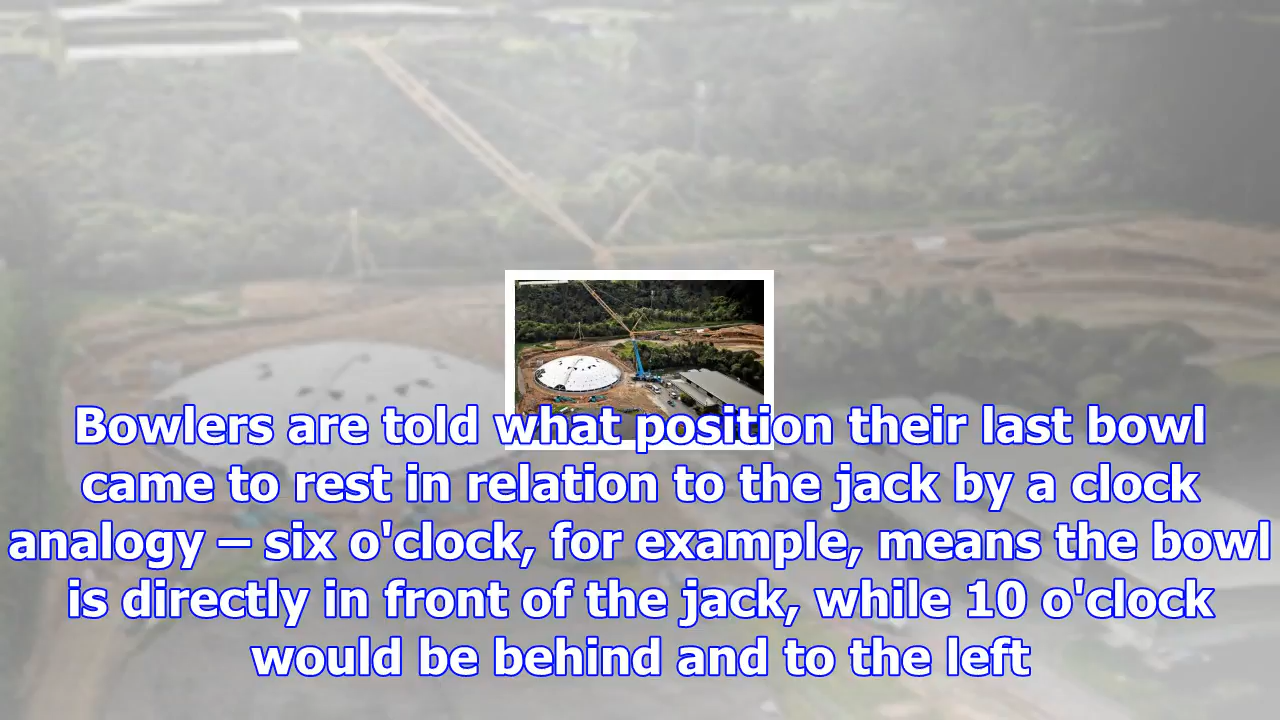 Bowlers are told what position their last bowl
came to rest in relation to the jack by a clock
analogy – six o'clock, for example, means the bowl
is directly in front of the jack, while 10 o'clock
would be behind and to the left